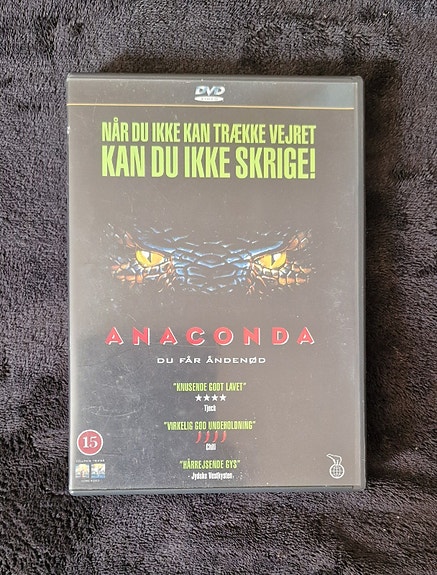 DVD
VIDEO
NÅR DU IKKE KAN TRÆKKE VEJRET
KAN DU IKKE SKRIGE!
ANACONDA
DU FÅR ÅNDENØD
"KNUSENDE GODT LAVET"
Tjeck
"VIRKELIG GOD UNDERHOLDNING"
Chili
"HÅRREJSENDE GYS"
- Jydske Vestkysten -
15